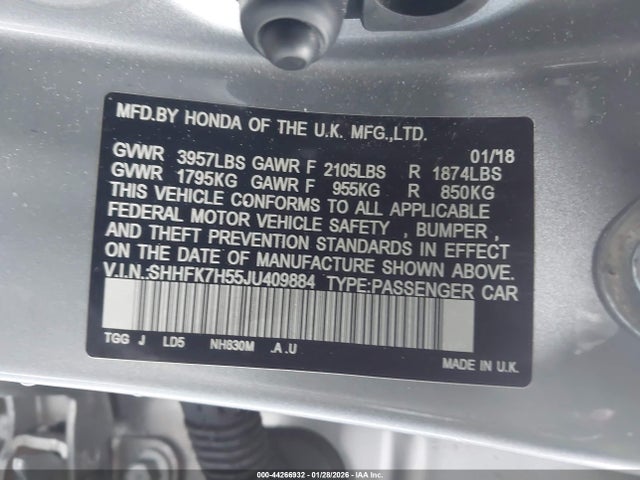 MFD.BY HONDA OF THE U.K. MFG.,LTD.
01/18
GVWR 3957LBS GAWR F 2105LBS R 1874LBS
GVWR 1795KG GAWR F 955KG R 850KG
THIS VEHICLE CONFORMS TO ALL APPLICABLE
FEDERAL MOTOR VEHICLE SAFETY , BUMPER ,
AND THEFT PREVENTION STANDARDS IN EFFECT
ON THE DATE OF MANUFACTURE SHOWN ABOVE.
V.I.N.:SHHFK7H55JU409884 TYPE:PASSENGER CAR
TGG J LD5 NH830M .A .U
MADE IN U.K.
000-44266932 - 01/28/2026 - IAA Inc.